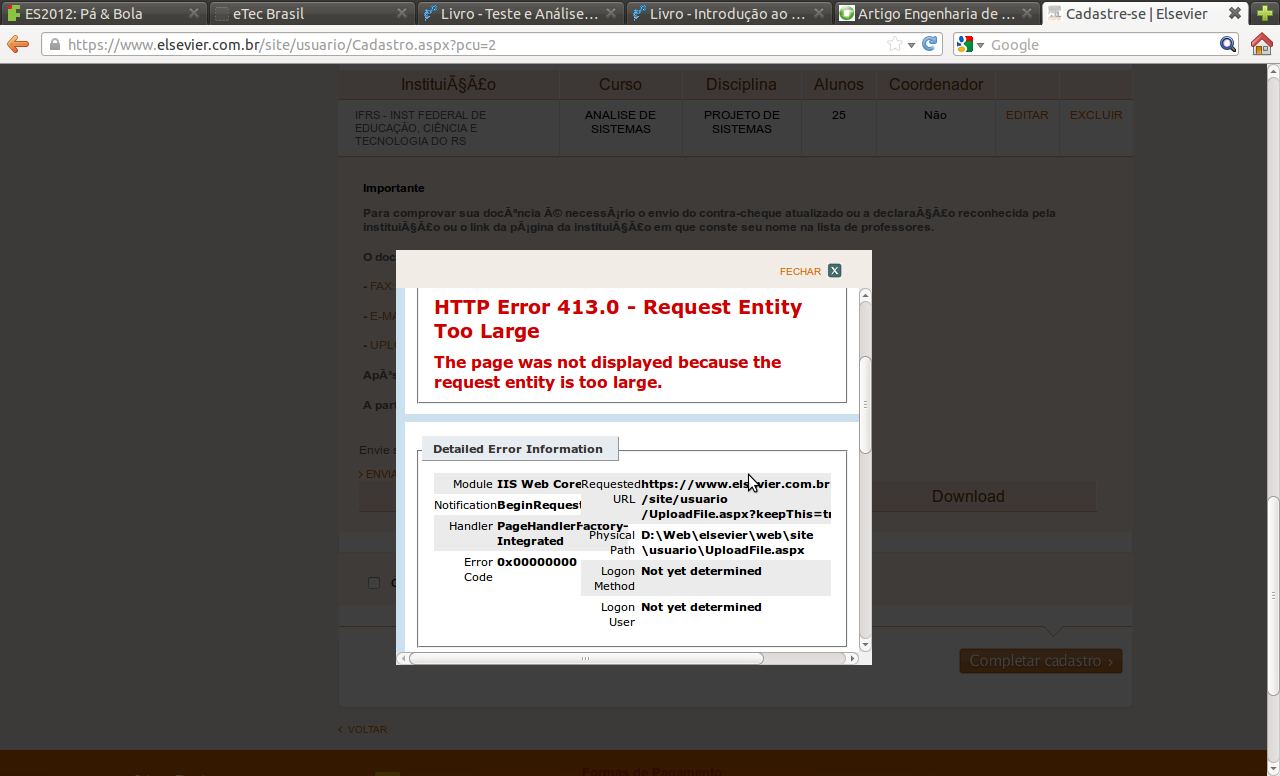 ES2012: Pá & Bola
eTec Brasil
Livro - Teste e Análise...
Livro - Introdução ao ...
Artigo Engenharia de ...
Cadastre-se | Elsevier
https://www.elsevier.com.br/site/usuario/Cadastro.aspx?pcu=2
Google
InstituiÃ§Ã£o Curso Disciplina Alunos Coordenador
IFRS - INST FEDERAL DE EDUCAÇÃO, CIÊNCIA E TECNOLOGIA DO RS
ANALISE DE SISTEMAS
PROJETO DE SISTEMAS
25
Não
EDITAR
EXCLUIR
Importante
Para comprovar sua docÃªncia Ã© necessÃ¡rio o envio do contra-cheque atualizado ou a declaraÃ§Ã£o reconhecida pela
instituiÃ§Ã£o ou o link da pÃ¡gina da instituiÃ§Ã£o em que conste seu nome na lista de professores.
O doc
- FAX
- E-MA
- UPL
ApÃ³s
A part
Envie s
> ENVIA
Download
FECHAR X
HTTP Error 413.0 - Request Entity
Too Large
The page was not displayed because the
request entity is too large.
Detailed Error Information
Module IIS Web Core
Notification BeginRequest
Handler PageHandlerFactory-
Integrated
Error 0x00000000
Code
Requested https://www.elsevier.com.br
URL /site/usuario
/UploadFile.aspx?keepThis=tr
Physical D:\Web\elsevier\web\site
Path \usuario\UploadFile.aspx
Logon Not yet determined
Method
Logon Not yet determined
User
Completar cadastro ›
‹ VOLTAR
Formas de Pagamento